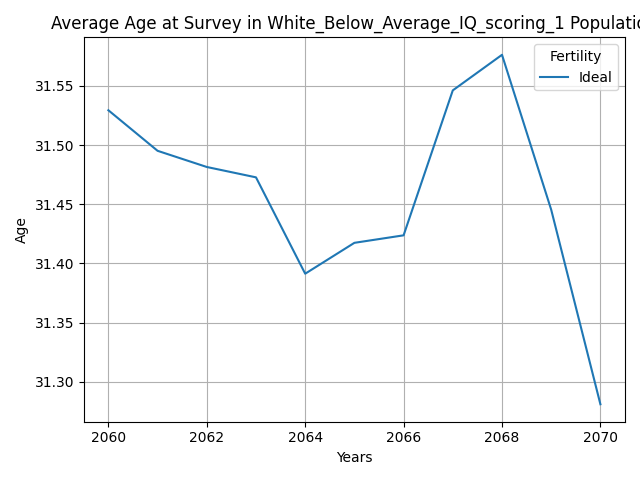 Average Age at Survey in White_Below_Average_IQ_scoring_1 Populatio
Fertility
Ideal
31.55
31.50
31.45
31.40
31.35
31.30
Age
2060 2062 2064 2066 2068 2070
Years